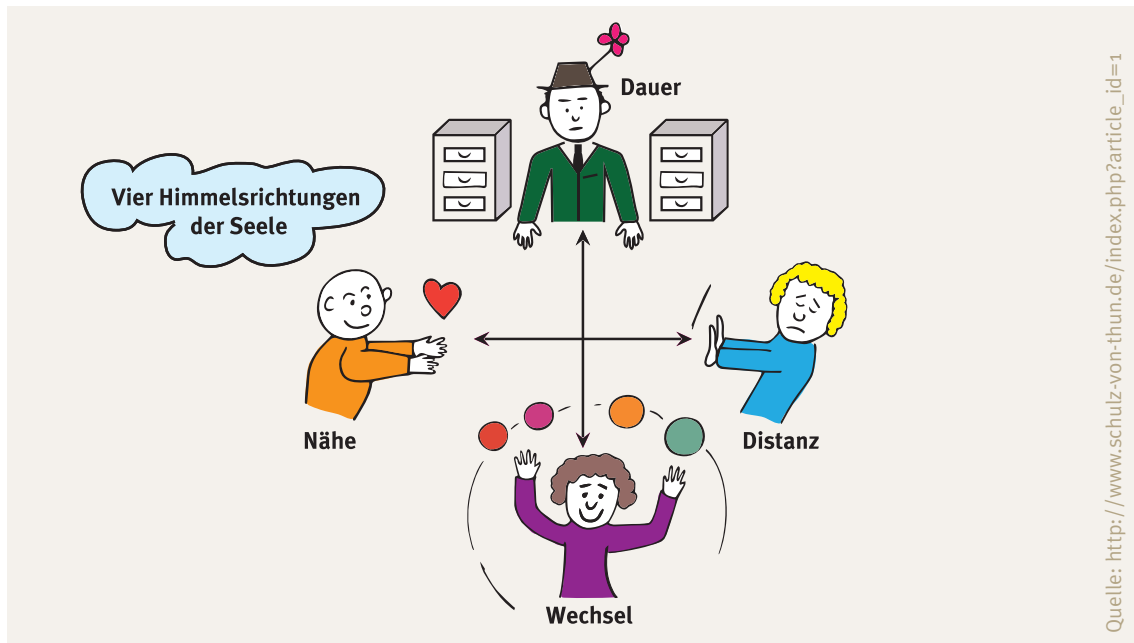 Vier Himmelsrichtungen
der Seele
Dauer
Nähe
Distanz
Wechsel
Quelle: http://www.schulz-von-thun.de/index.php?article_id=1